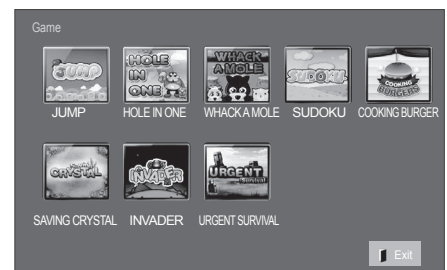 Game
JUMP
HOLE IN ONE
WHACK A MOLE
SUDOKU
COOKING BURGERS
JUMP
HOLE IN ONE
WHACK A MOLE
SUDOKU
COOKING BURGER
CRYSTAL
INVADER
URGENT
Survival
SAVING CRYSTAL
INVADER
URGENT SURVIVAL
Exit